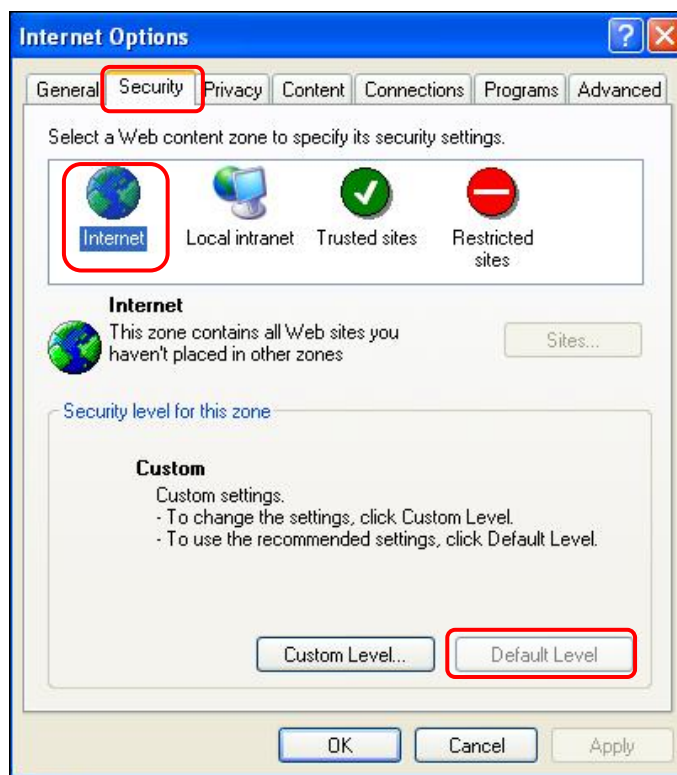 Internet Options
General Security Privacy Content Connections Programs Advanced
Select a Web content zone to specify its security settings.
Internet Local intranet Trusted sites Restricted
sites
Internet
This zone contains all Web sites you
haven't placed in other zones
Sites...
Security level for this zone
Custom
Custom settings.
- To change the settings, click Custom Level.
- To use the recommended settings, click Default Level.
Custom Level... Default Level
OK Cancel Apply